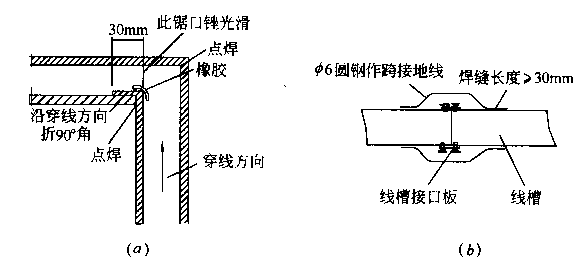 30mm
此锯口锉光滑
点焊
橡胶
沿穿线方向
折90°角
点焊
穿线方向
(a)
φ6圆钢作跨接地线
焊缝长度≥30mm
线槽接口板
线槽
(b)